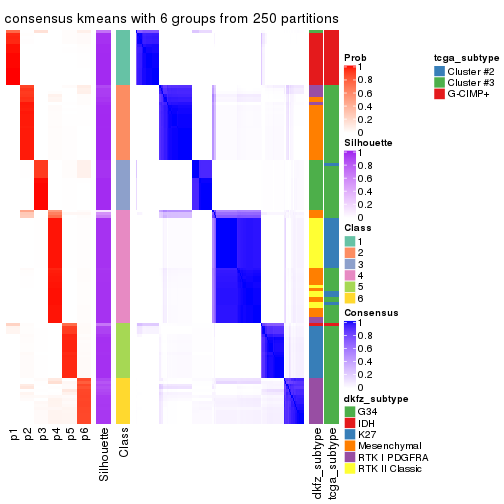 consensus kmeans with 6 groups from 250 partitions
Prob
1
0.8
0.6
0.4
0.2
0
Silhouette
1
0.8
0.6
0.4
0.2
0
Class
1
2
3
4
5
6
Consensus
1
0.8
0.6
0.4
0.2
0
dkfz_subtype
G34
IDH
K27
Mesenchymal
RTK I PDGFRA
RTK II Classic
tcga_subtype
Cluster #2
Cluster #3
G-CIMP+
p1
p2
p3
p4
p5
p6
Silhouette
Class
dkfz_subtype
tcga_subtype